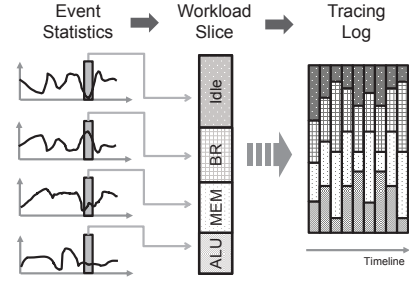 Event
Statistics
Workload
Slice
Tracing
Log
Idle
BR
MEM
ALU
Timeline